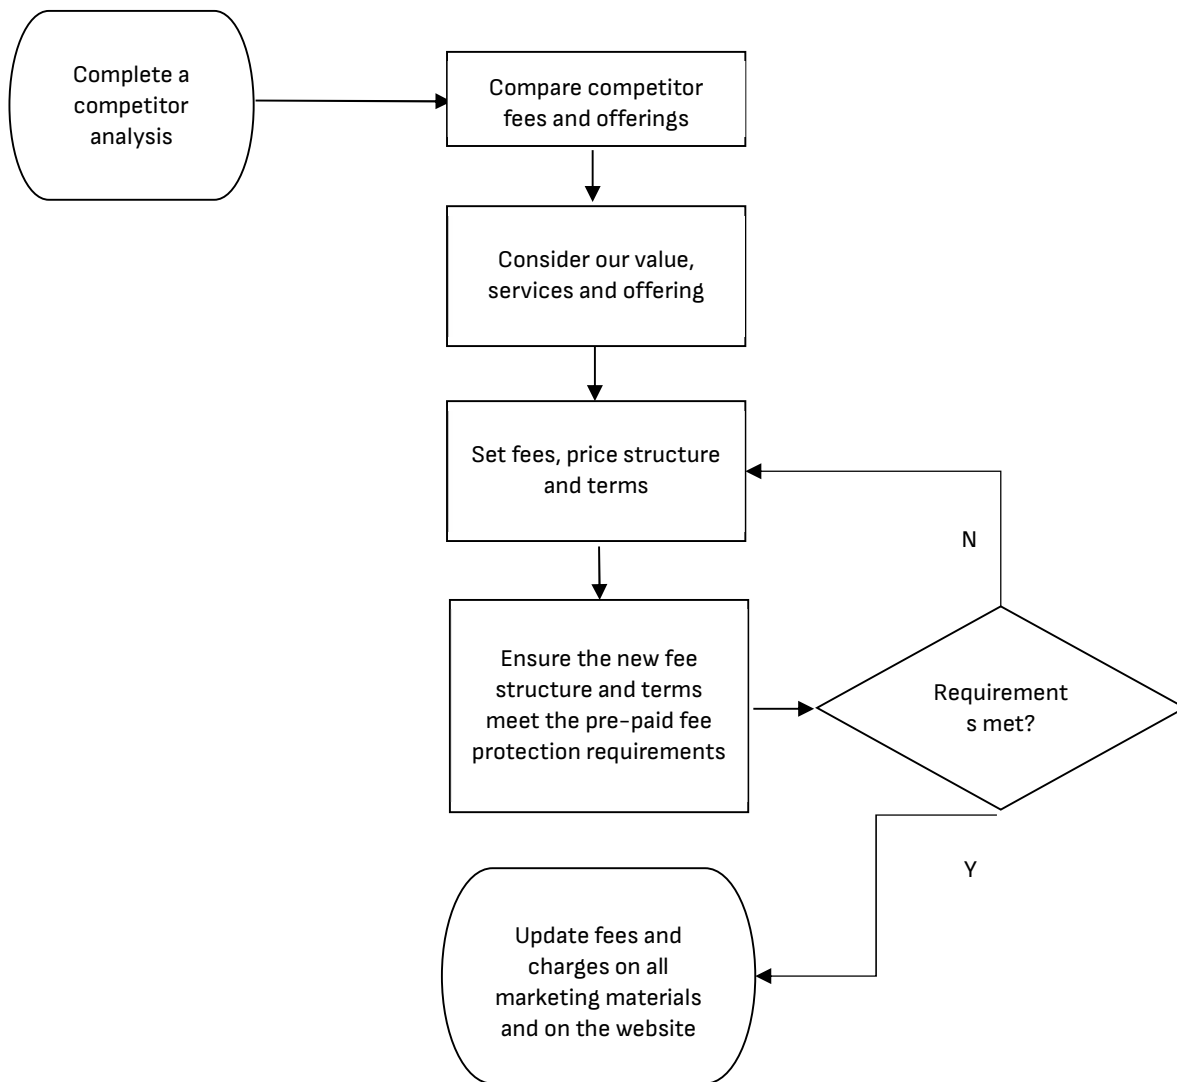 Complete a
competitor
analysis
Compare competitor
fees and offerings
Consider our value,
services and offering
Set fees, price structure
and terms
N
Ensure the new fee
structure and terms
meet the pre-paid fee
protection requirements
Requirement
s met?
Y
Update fees and
charges on all
marketing materials
and on the website